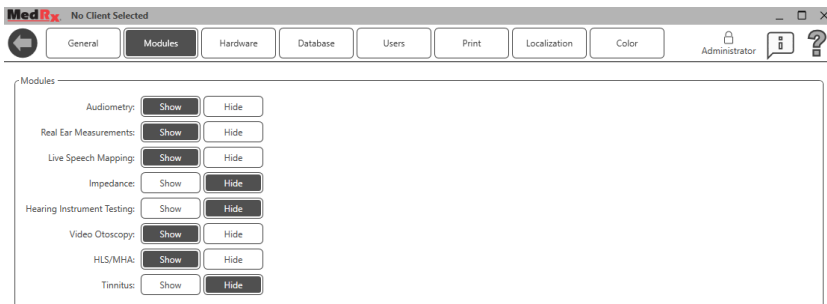 MedRx No Client Selected
General Modules Hardware Database Users Print Localization Color Administrator
Modules
Audiometry: Show Hide
Real Ear Measurements: Show Hide
Live Speech Mapping: Show Hide
Impedance: Show Hide
Hearing Instrument Testing: Show Hide
Video Otoscopy: Show Hide
HLS/MHA: Show Hide
Tinnitus: Show Hide